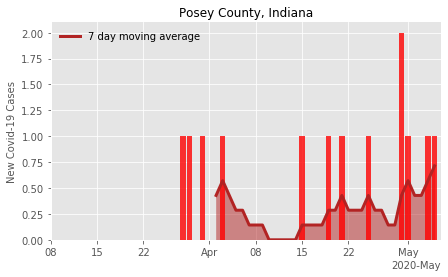 Posey County, Indiana
7 day moving average
New Covid-19 Cases
2.00
1.75
1.50
1.25
1.00
0.75
0.50
0.25
0.00
08 15 22 Apr 08 15 22 May
2020-May